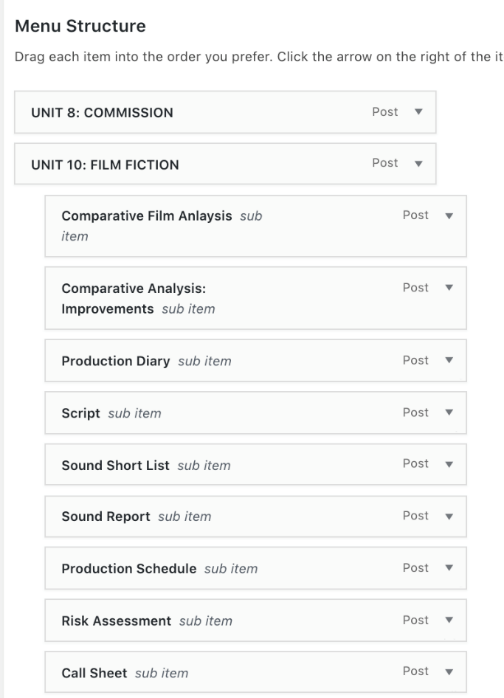 Menu Structure
Drag each item into the order you prefer. Click the arrow on the right of the it
UNIT 8: COMMISSION Post
UNIT 10: FILM FICTION Post
Comparative Film Anlaysis sub Post
item
Comparative Analysis: Post
Improvements sub item
Production Diary sub item Post
Script sub item Post
Sound Short List sub item Post
Sound Report sub item Post
Production Schedule sub item Post
Risk Assessment sub item Post
Call Sheet sub item Post